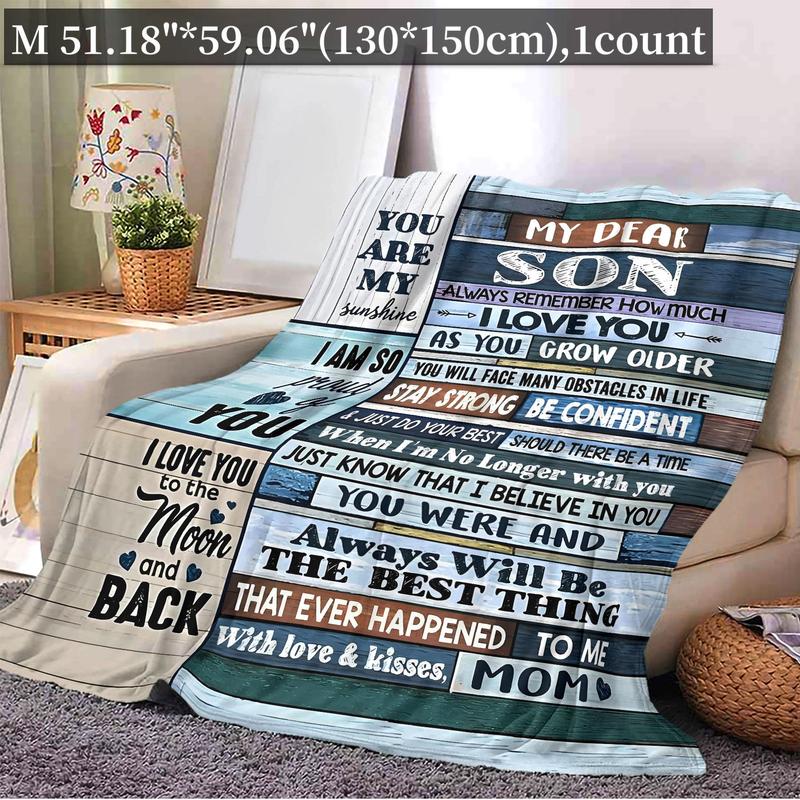 M 51.18"*59.06"(130*150cm),1count
YOU
ARE
MY
sunshine
I AM SO
proud
of
YOU
I LOVE YOU
to the
Moon
and
BACK
MY DEAR
SON
ALWAYS REMEMBER HOW MUCH
I LOVE YOU
AS YOU GROW OLDER
YOU WILL FACE MANY OBSTACLES IN LIFE
STAY STRONG BE CONFIDENT
& JUST DO YOUR BEST SHOULD THERE BE A TIME
When I'm No Longer with you
JUST KNOW THAT I BELIEVE IN YOU
YOU WERE AND
Always Will Be
THE BEST THING
THAT EVER HAPPENED TO ME
With love & kisses, MOM